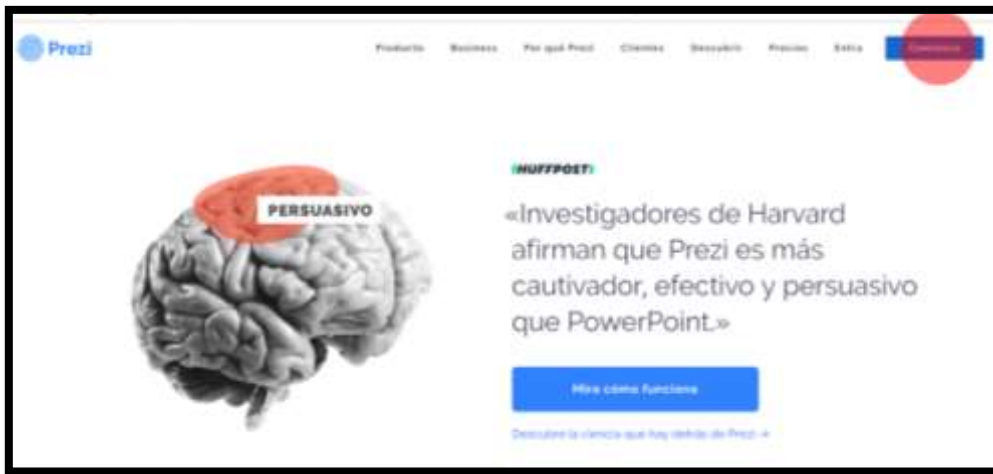 Prezi
Producto Business Por qué Prezi Clientes Descubrir Precios Entra Comienza
PERSUASIVO
HUFFPOST
«Investigadores de Harvard
afirman que Prezi es más
cautivador, efectivo y persuasivo
que PowerPoint.»
Mira cómo funciona
Descubre la ciencia que hay detrás de Prezi →